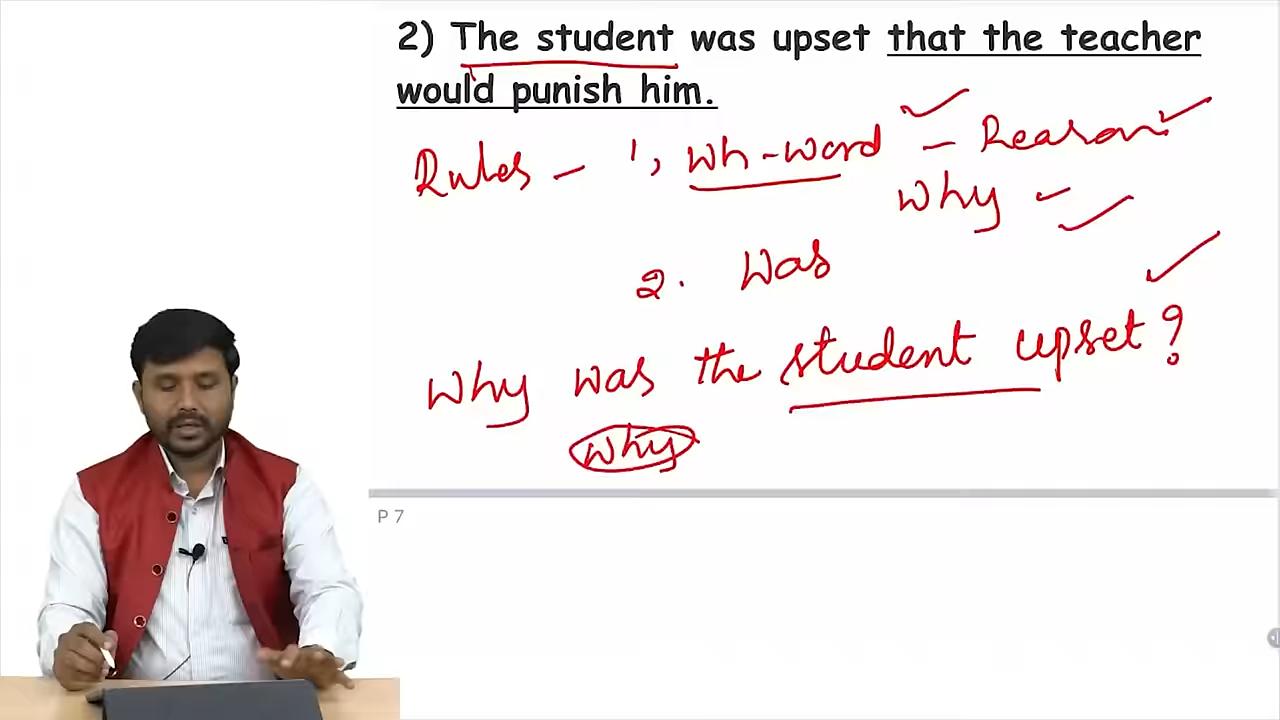 2) The student was upset that the teacher
would punish him.
Rules - 1, Wh-word - Reason
Why
2. Was
Why was the student upset?
Why
P 7